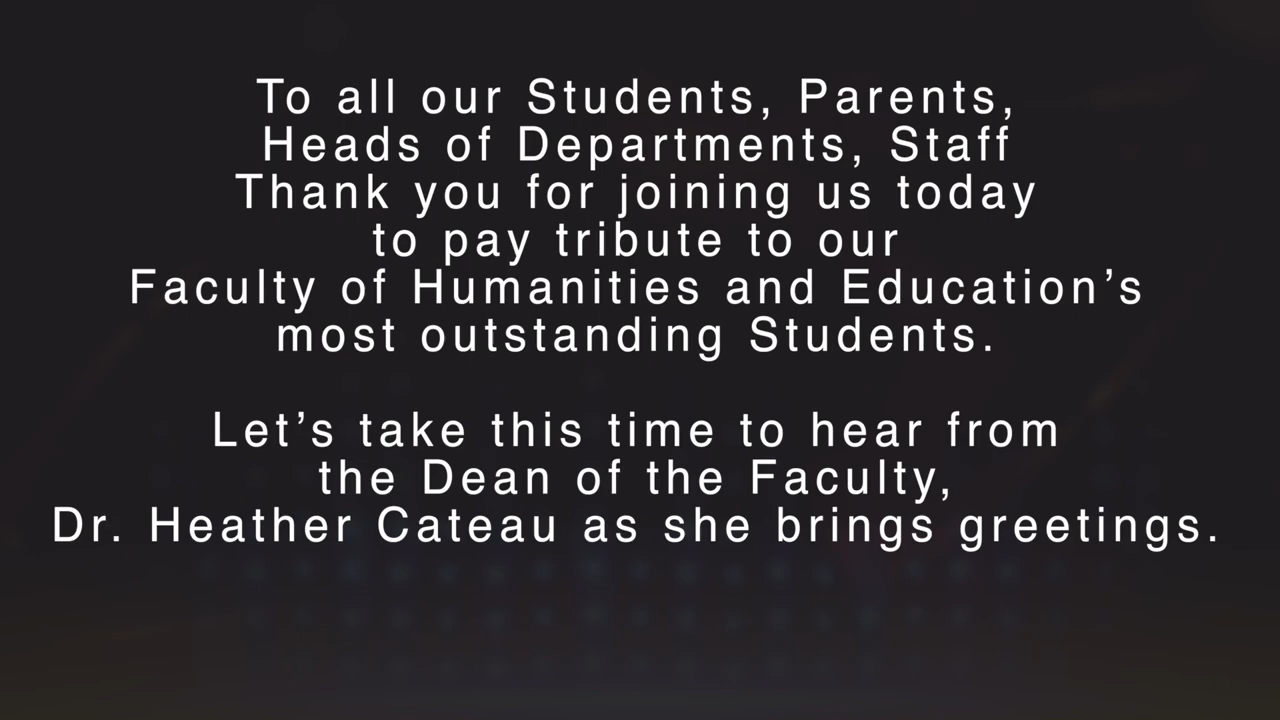 To all our Students, Parents,
Heads of Departments, Staff
Thank you for joining us today
to pay tribute to our
Faculty of Humanities and Education’s
most outstanding Students.
Let’s take this time to hear from
the Dean of the Faculty,
Dr. Heather Cateau as she brings greetings.